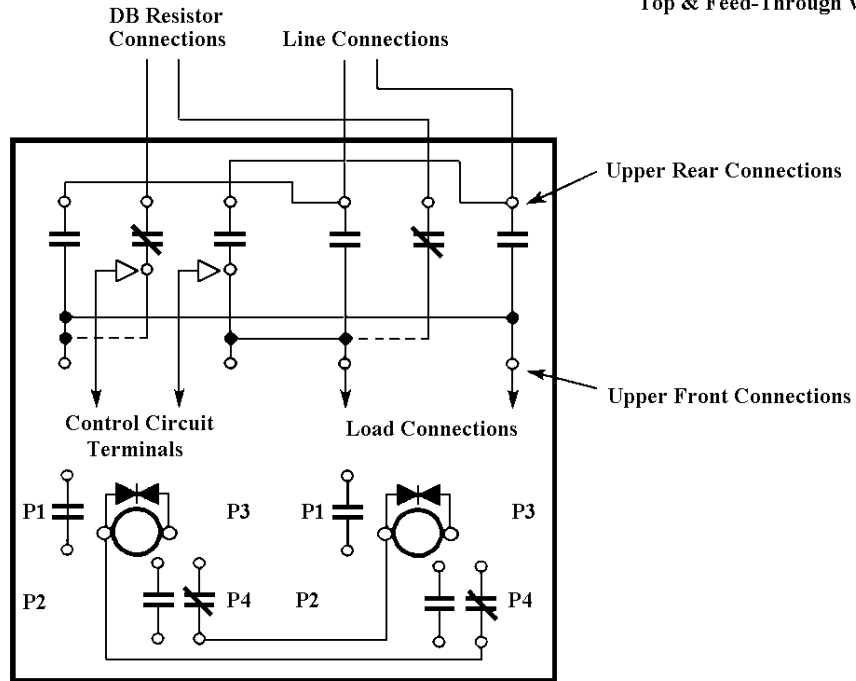 Top & Feed-Through
DB Resistor
Connections
Line Connections
Upper Rear Connections
Upper Front Connections
Control Circuit
Terminals
Load Connections
P1
P3
P1
P3
P2
P4
P2
P4